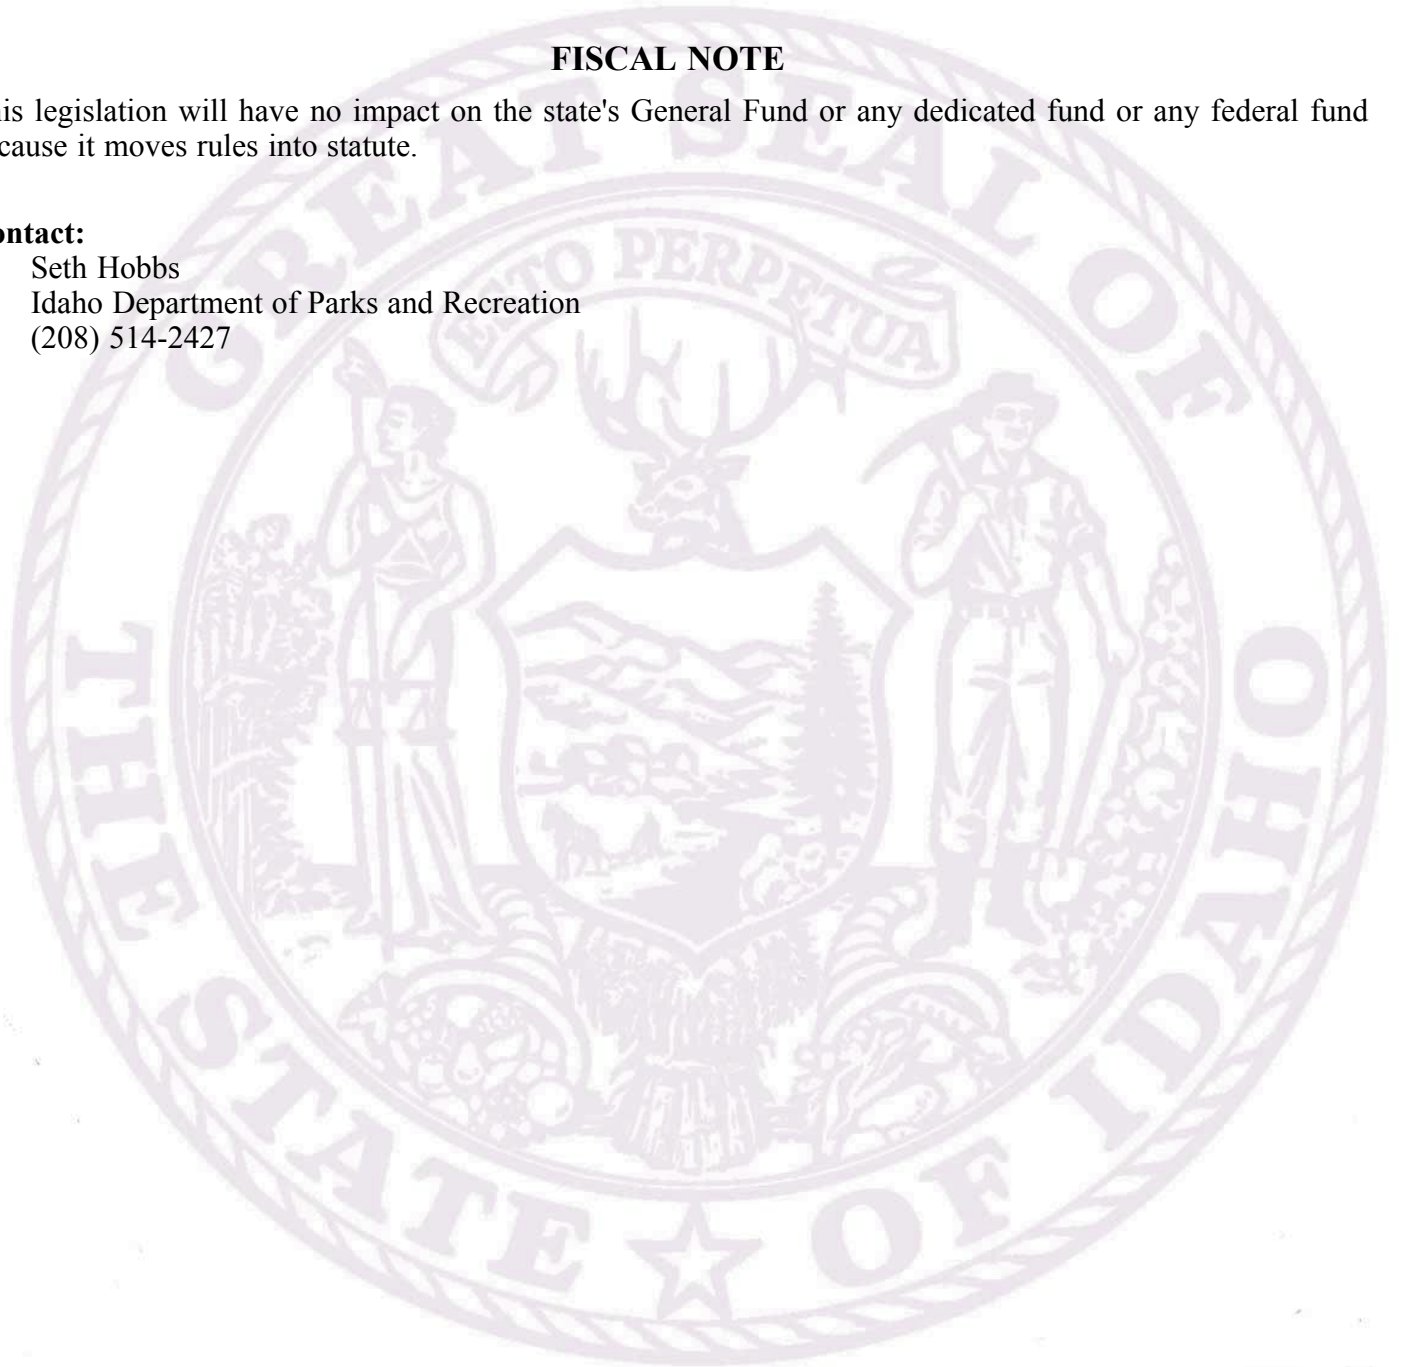 FISCAL NOTE
his legislation will have no impact on the state's General Fund or any dedicated fund or any federal fund
cause it moves rules into statute.
ontact:
Seth Hobbs
Idaho Department of Parks and Recreation
(208) 514-2427
GREAT SEAL OF
ESTO PERPETUA
THE STATE OF IDAHO